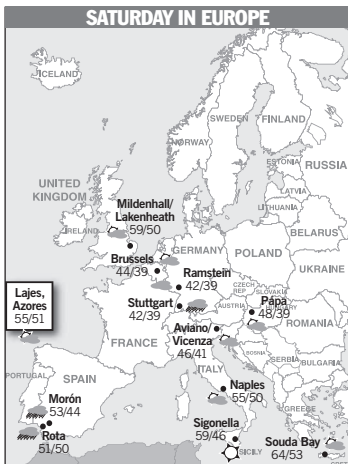 SATURDAY IN EUROPE
ICELAND
SWEDEN
FINLAND
NORWAY
ESTONIA
RUSSIA
LATVIA
LITHUANIA
UNITED
KINGDOM
Mildenhall/
Lakenheath
59/50
IRELAND
BELARUS
GERMANY
POLAND
Brussels
44/39
Ramstein
42/39
UKRAINE
CZECH
REP
SLOVAKIA
Lajes,
Azores
55/51
Stuttgart
42/39
AUSTRIA
Pápa
48/39
HUNGARY
Aviano/
Vicenza
46/41
ROMANIA
FRANCE
BOSNIA
SERBIA
BULGARIA
ITALY
PORTUGAL
SPAIN
Naples
55/50
Morón
53/44
GREECE
Sigonella
59/46
Rota
51/50
SICILY
Souda Bay
64/53